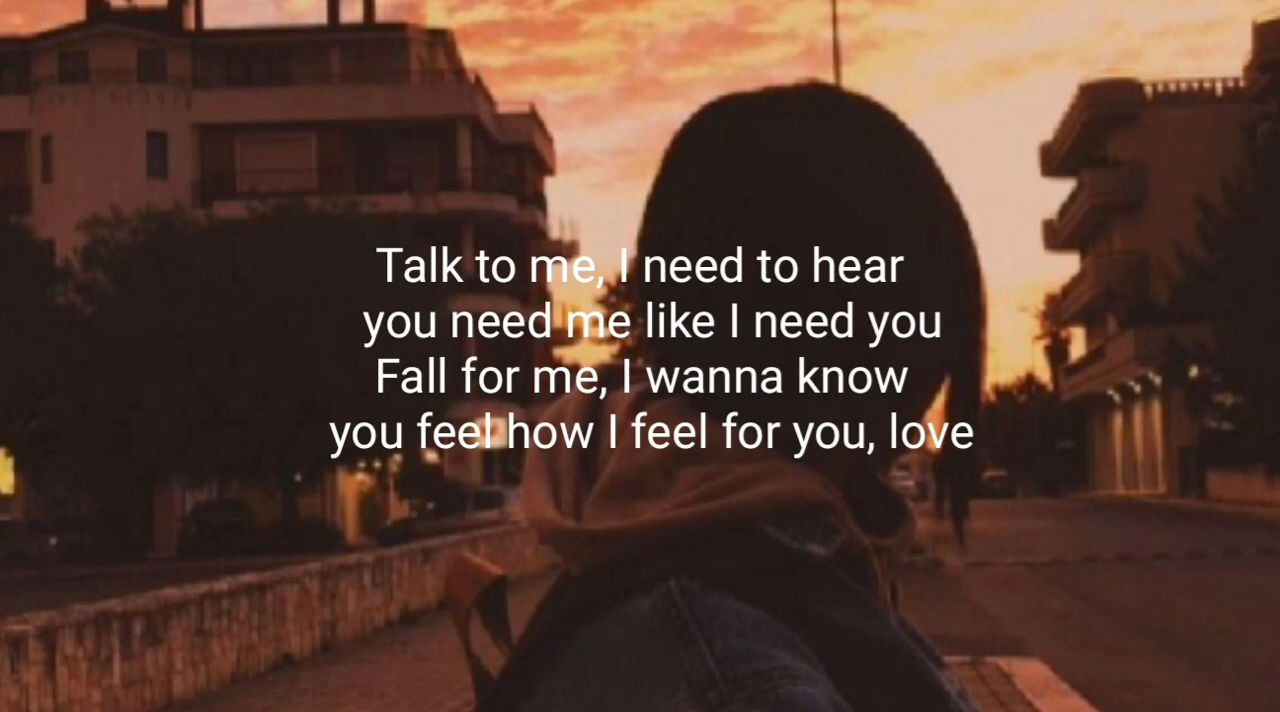 Talk to me, I need to hear
you need me like I need you
Fall for me, I wanna know
you feel how I feel for you, love